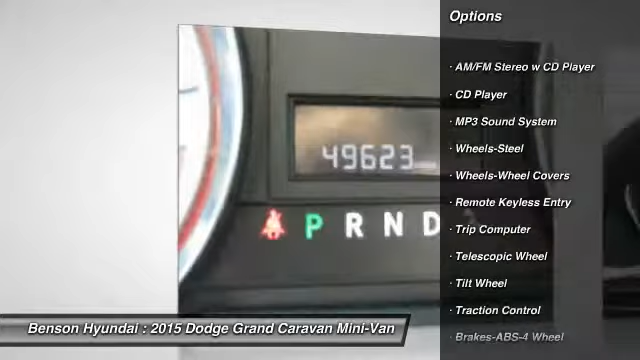 Options
· AM/FM Stereo w CD Player
· CD Player
· MP3 Sound System
· Wheels-Steel
· Wheels-Wheel Covers
· Remote Keyless Entry
· Trip Computer
· Telescopic Wheel
· Tilt Wheel
· Traction Control
· Brakes-ABS-4 Wheel
49623
P R N D
Benson Hyundai : 2015 Dodge Grand Caravan Mini-Van